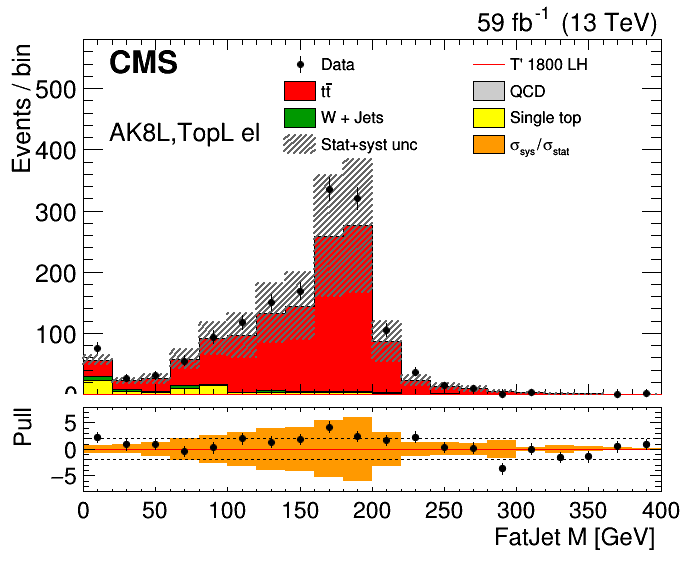 59 fb⁻¹ (13 TeV)
CMS
Data
T' 1800 LH
tt̄
QCD
W + Jets
Single top
Stat+syst unc
σsys/σstat
AK8L,TopL el
Events / bin
500
400
300
200
100
0
Pull
5
0
−5
0 50 100 150 200 250 300 350 400
FatJet M [GeV]